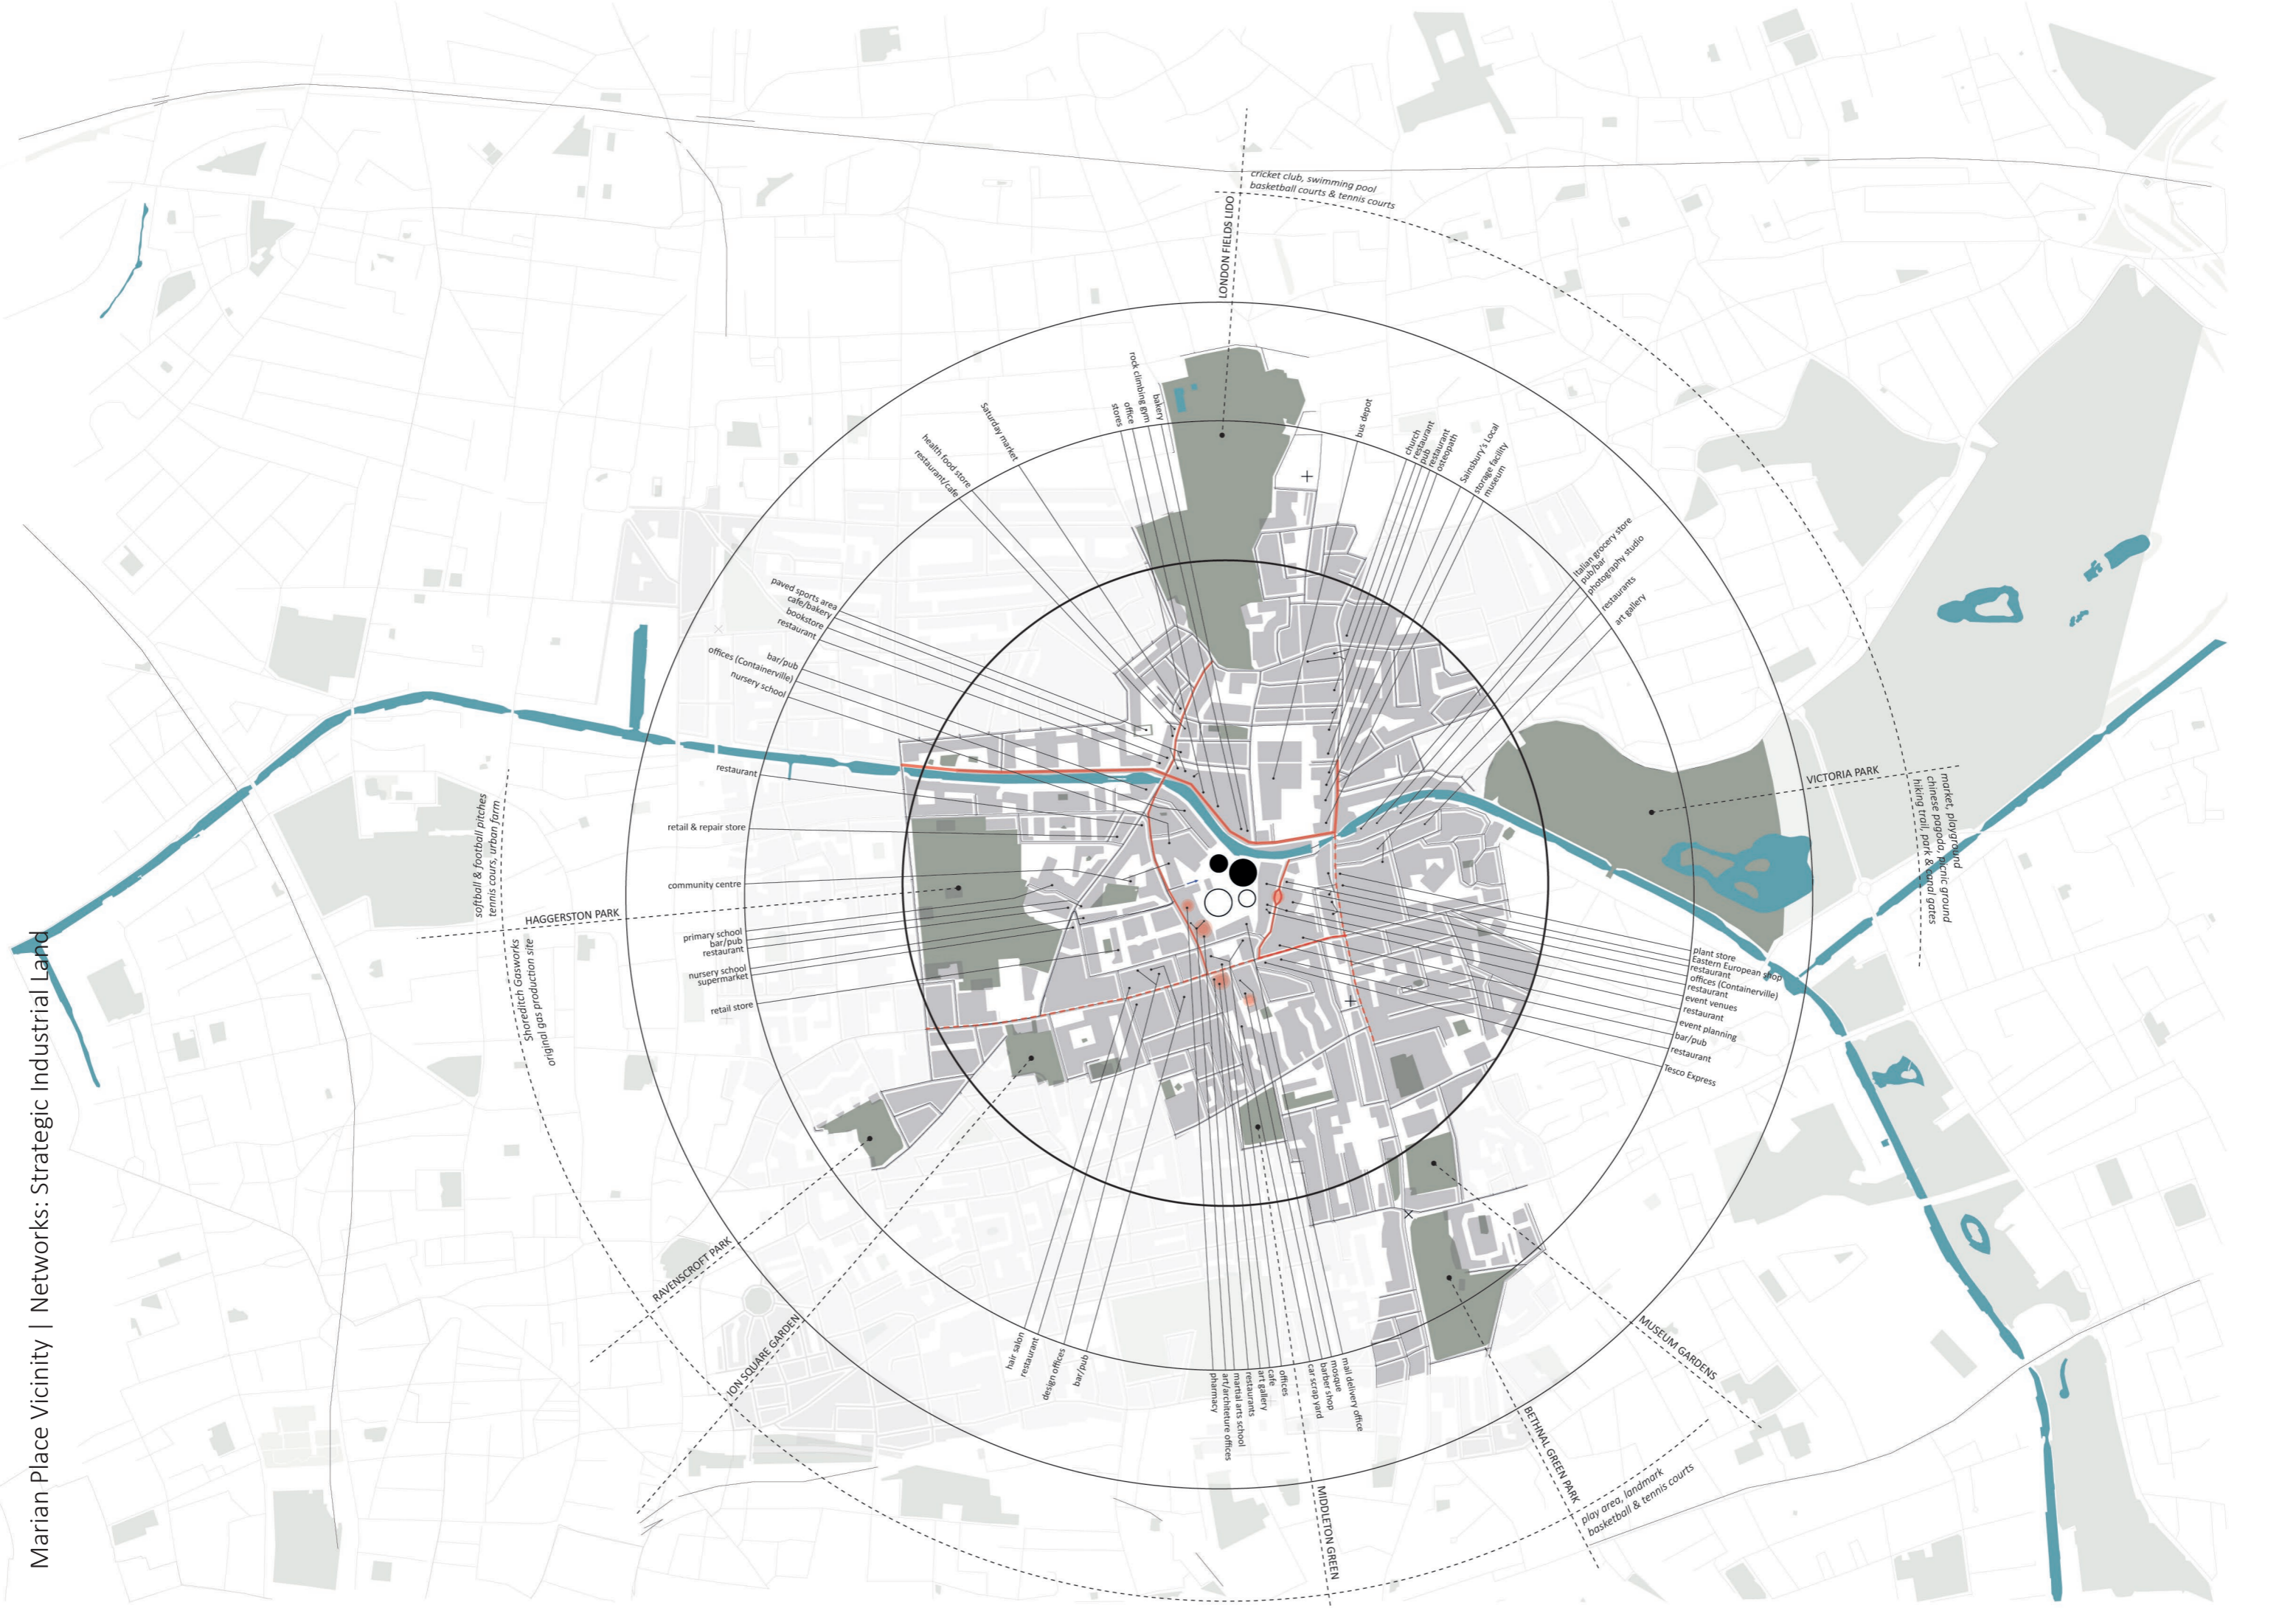 Marian Place Vicinity | Networks: Strategic Industrial Land
cricket club, swimming pool
basketball courts & tennis courts
LONDON FIELDS LIDO
rock climbing gym
bakery
office
stores
Saturday market
health food store
restaurant/cafe
bus depot
church
restaurant
pub
restaurant
osteopath
Sainsbury's Local
storage facility
museum
Italian grocery store
pub/bar
photography studio
restaurants
art gallery
paved sports area
cafe/bakery
bookstore
restaurant
bar/pub
offices (Containerville)
nursery school
restaurant
retail & repair store
community centre
primary school
bar/pub
restaurant
nursery school
supermarket
retail store
softball & football pitches
tennis cours, urban farm
HAGGERSTON PARK
Shoreditch Gasworks
original gas production site
VICTORIA PARK
market, playground
chinese pagoda, picnic ground
hiking trail, park & canal gates
plant store
Eastern European shop
restaurant
offices (Containerville)
restaurant
event venues
restaurant
event planning
bar/pub
restaurant
Tesco Express
RAVENSCROFT PARK
ION SQUARE GARDEN
hair salon
restaurant
design offices
bar/pub
pharmacy
art/architeture offices
martial arts school
restaurants
art gallery
cafe
offices
car scrap yard
barber shop
mosque
mail delivery office
MIDDLETON GREEN
BETHNAL GREEN PARK
MUSEUM GARDENS
play area, landmark
basketball & tennis courts